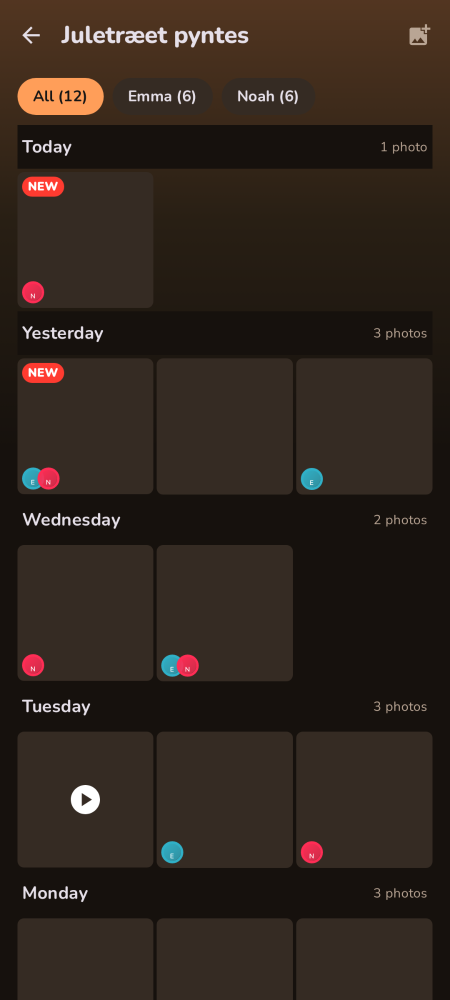 Juletræet pyntes
All (12) Emma (6) Noah (6)
Today 1 photo
NEW
N
Yesterday 3 photos
NEW
E N E
Wednesday 2 photos
N E N
Tuesday 3 photos
E N
Monday 3 photos